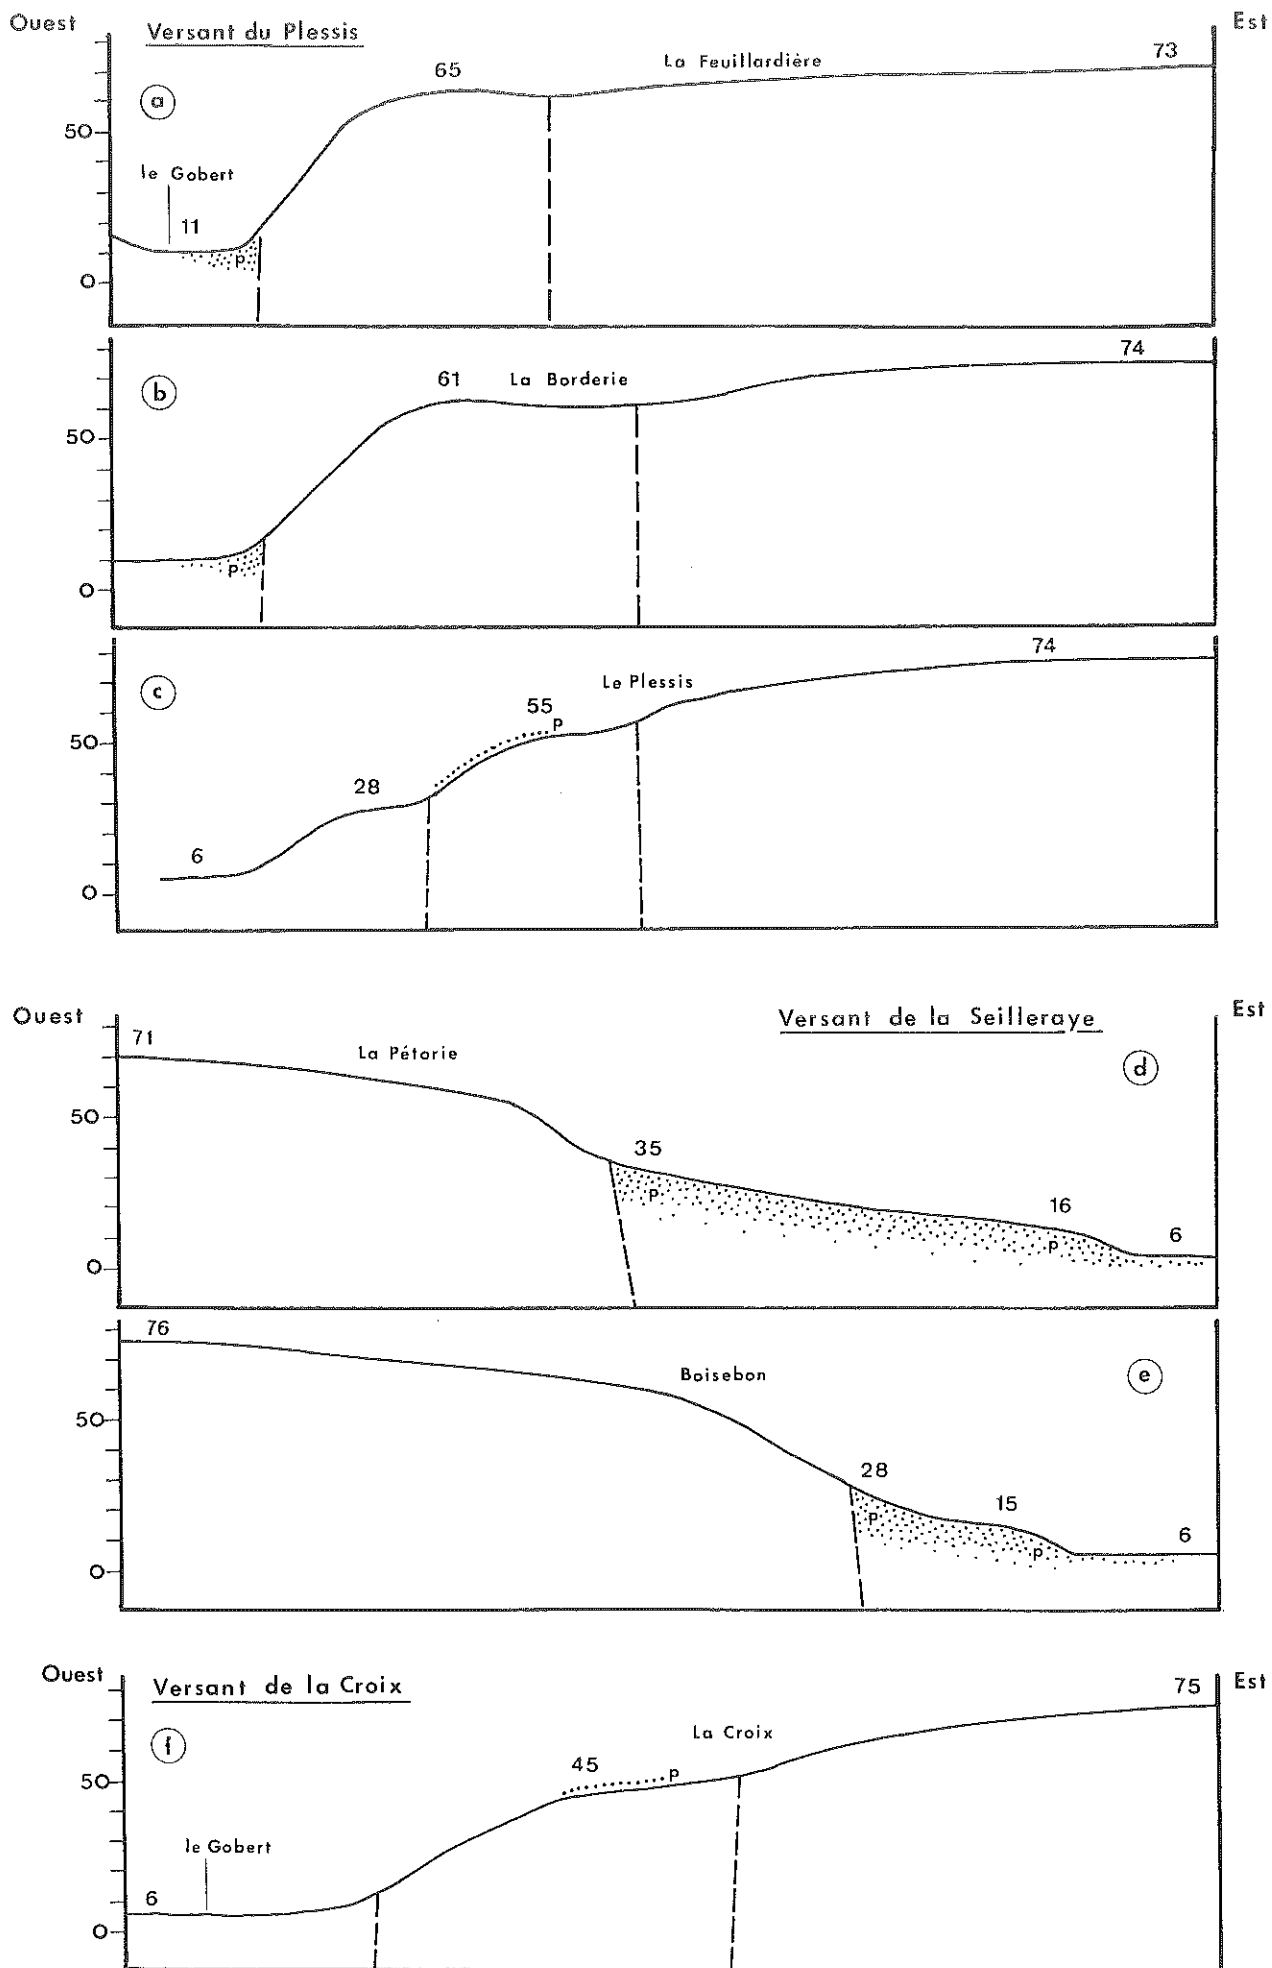 Ouest
Est
Versant du Plessis
a
65
La Feuillardière
73
50
le Gobert
11
p
0
b
61
La Borderie
74
50
p
0
c
Le Plessis
74
55
p
50
28
6
0
Ouest
Est
Versant de la Seilleraye
71
La Pétorie
d
50
35
p
16
6
p
0
76
Boisebon
e
50
28
p
15
6
p
0
Ouest
Est
Versant de la Croix
75
f
La Croix
45
p
50
le Gobert
6
0